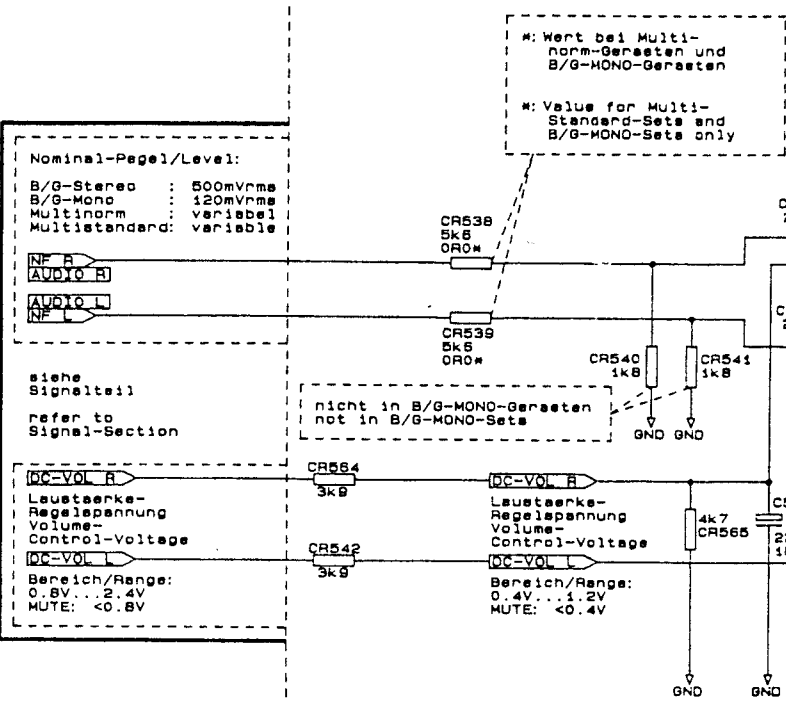 *: Wert bei Multi-
norm-Geraeten und
B/G-MONO-Geraeten
*: Value for Multi-
Standard-Sets and
B/G-MONO-Sets only
Nominal-Pegel/Level:
B/G-Stereo : 500mVrms
B/G-Mono : 120mVrms
Multinorm : variabel
Multistandard: variable
NF R
AUDIO R
AUDIO L
NF L
CR538
5k6
0R0*
CR539
5k6
0R0*
CR540
1k8
CR541
1k8
GND GND
siehe
Signalteil
refer to
Signal-Section
nicht in B/G-MONO-Geraeten
not in B/G-MONO-Sets
DC-VOL R
CR564
3k9
DC-VOL R
Laustaerke-
Regelspannung
Volume-
Control-Voltage
DC-VOL L
Bereich/Range:
0.8V...2.4V
MUTE: <0.8V
CR542
3k9
Laustaerke-
Regelspannung
Volume-
Control-Voltage
DC-VOL L
Bereich/Range:
0.4V...1.2V
MUTE: <0.4V
4k7
CR565
GND
GND